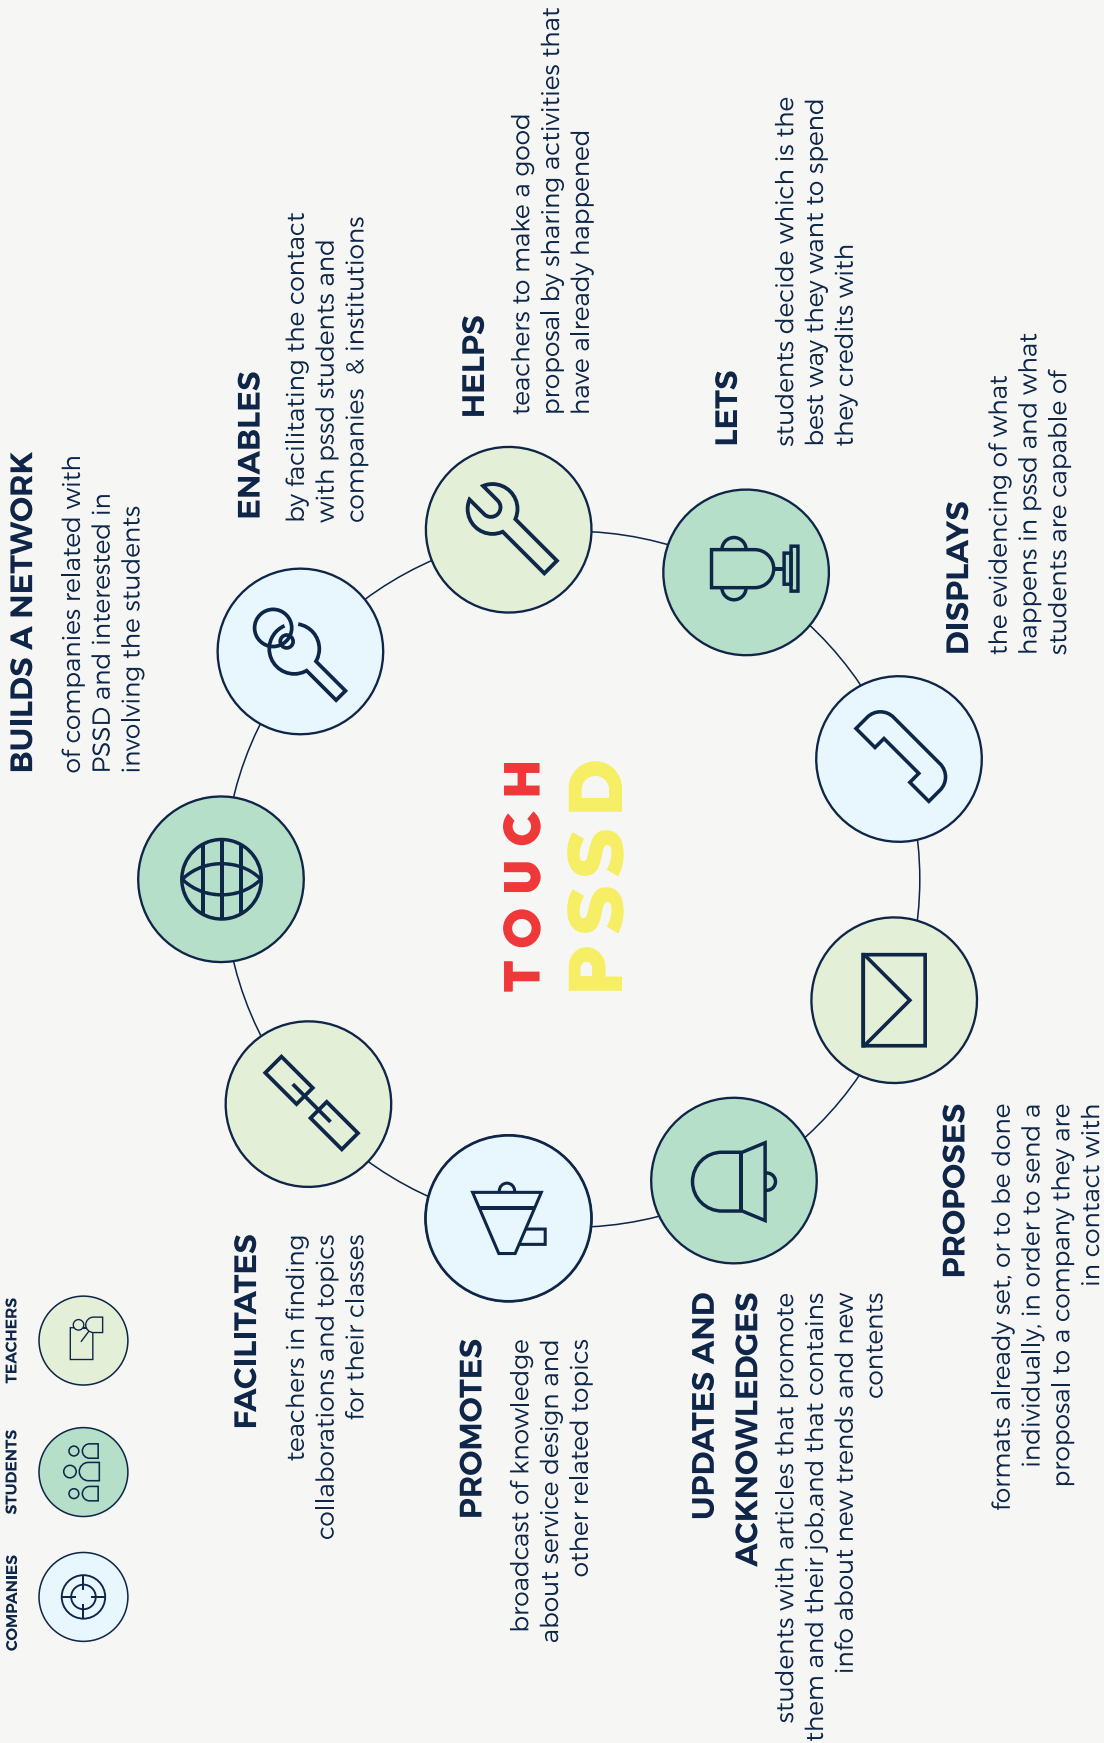 COMPANIES
STUDENTS
TEACHERS
BUILDS A NETWORK
of companies related with
PSSD and interested in
involving the students
ENABLES
by facilitating the contact
with pssd students and
companies & institutions
HELPS
teachers to make a good
proposal by sharing activities that
have already happened
LETS
students decide which is the
best way they want to spend
they credits with
DISPLAYS
the evidencing of what
happens in pssd and what
students are capable of
PROPOSES
formats already set, or to be done
individually, in order to send a
proposal to a company they are
in contact with
UPDATES AND
ACKNOWLEDGES
students with articles that promote
them and their job,and that contains
info about new trends and new
contents
PROMOTES
broadcast of knowledge
about service design and
other related topics
FACILITATES
teachers in finding
collaborations and topics
for their classes
TOUCH
PSSD